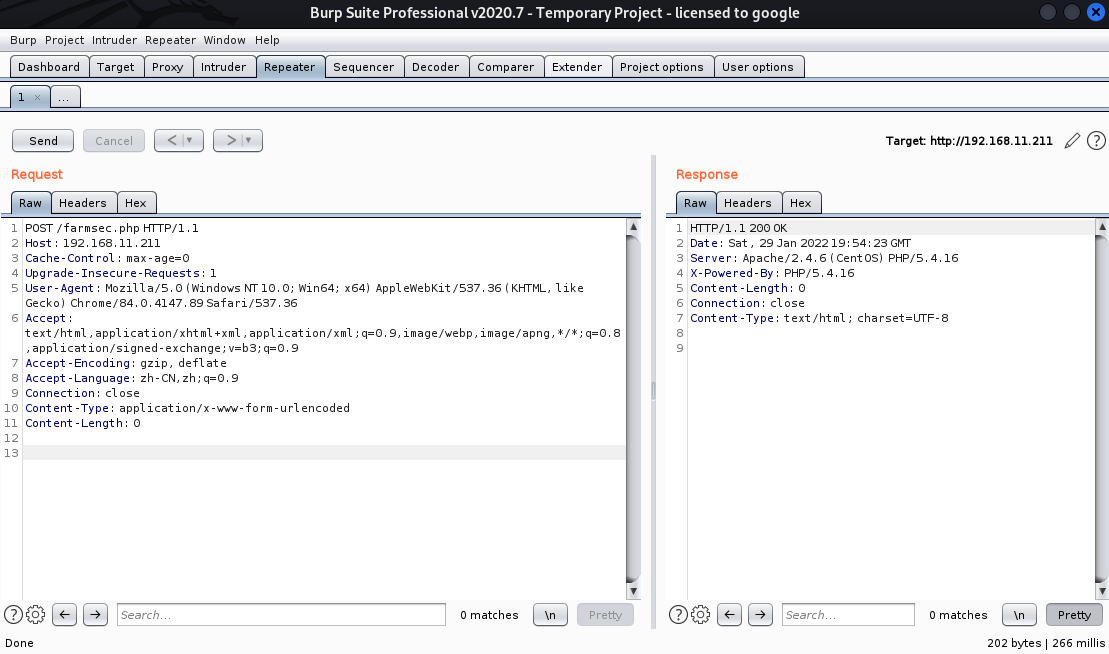 Burp Suite Professional v2020.7 - Temporary Project - licensed to google
Burp Project Intruder Repeater Window Help
Dashboard Target Proxy Intruder Repeater Sequencer Decoder Comparer Extender Project options User options
1 × ...
Send Cancel < ▾ > ▾ Target: http://192.168.11.211 ?
Request
Raw Headers Hex
1 POST /farmsec.php HTTP/1.1
2 Host: 192.168.11.211
3 Cache-Control: max-age=0
4 Upgrade-Insecure-Requests: 1
5 User-Agent: Mozilla/5.0 (Windows NT 10.0; Win64; x64) AppleWebKit/537.36 (KHTML, like
Gecko) Chrome/84.0.4147.89 Safari/537.36
6 Accept:
text/html,application/xhtml+xml,application/xml;q=0.9,image/webp,image/apng,*/*;q=0.8
,application/signed-exchange;v=b3;q=0.9
7 Accept-Encoding: gzip, deflate
8 Accept-Language: zh-CN,zh;q=0.9
9 Connection: close
10 Content-Type: application/x-www-form-urlencoded
11 Content-Length: 0
12
13
? ← → Search... 0 matches \n Pretty
Response
Raw Headers Hex
1 HTTP/1.1 200 OK
2 Date: Sat, 29 Jan 2022 19:54:23 GMT
3 Server: Apache/2.4.6 (CentOS) PHP/5.4.16
4 X-Powered-By: PHP/5.4.16
5 Content-Length: 0
6 Connection: close
7 Content-Type: text/html; charset=UTF-8
8
9
? ← → Search... 0 matches \n Pretty
Done 202 bytes | 266 millis